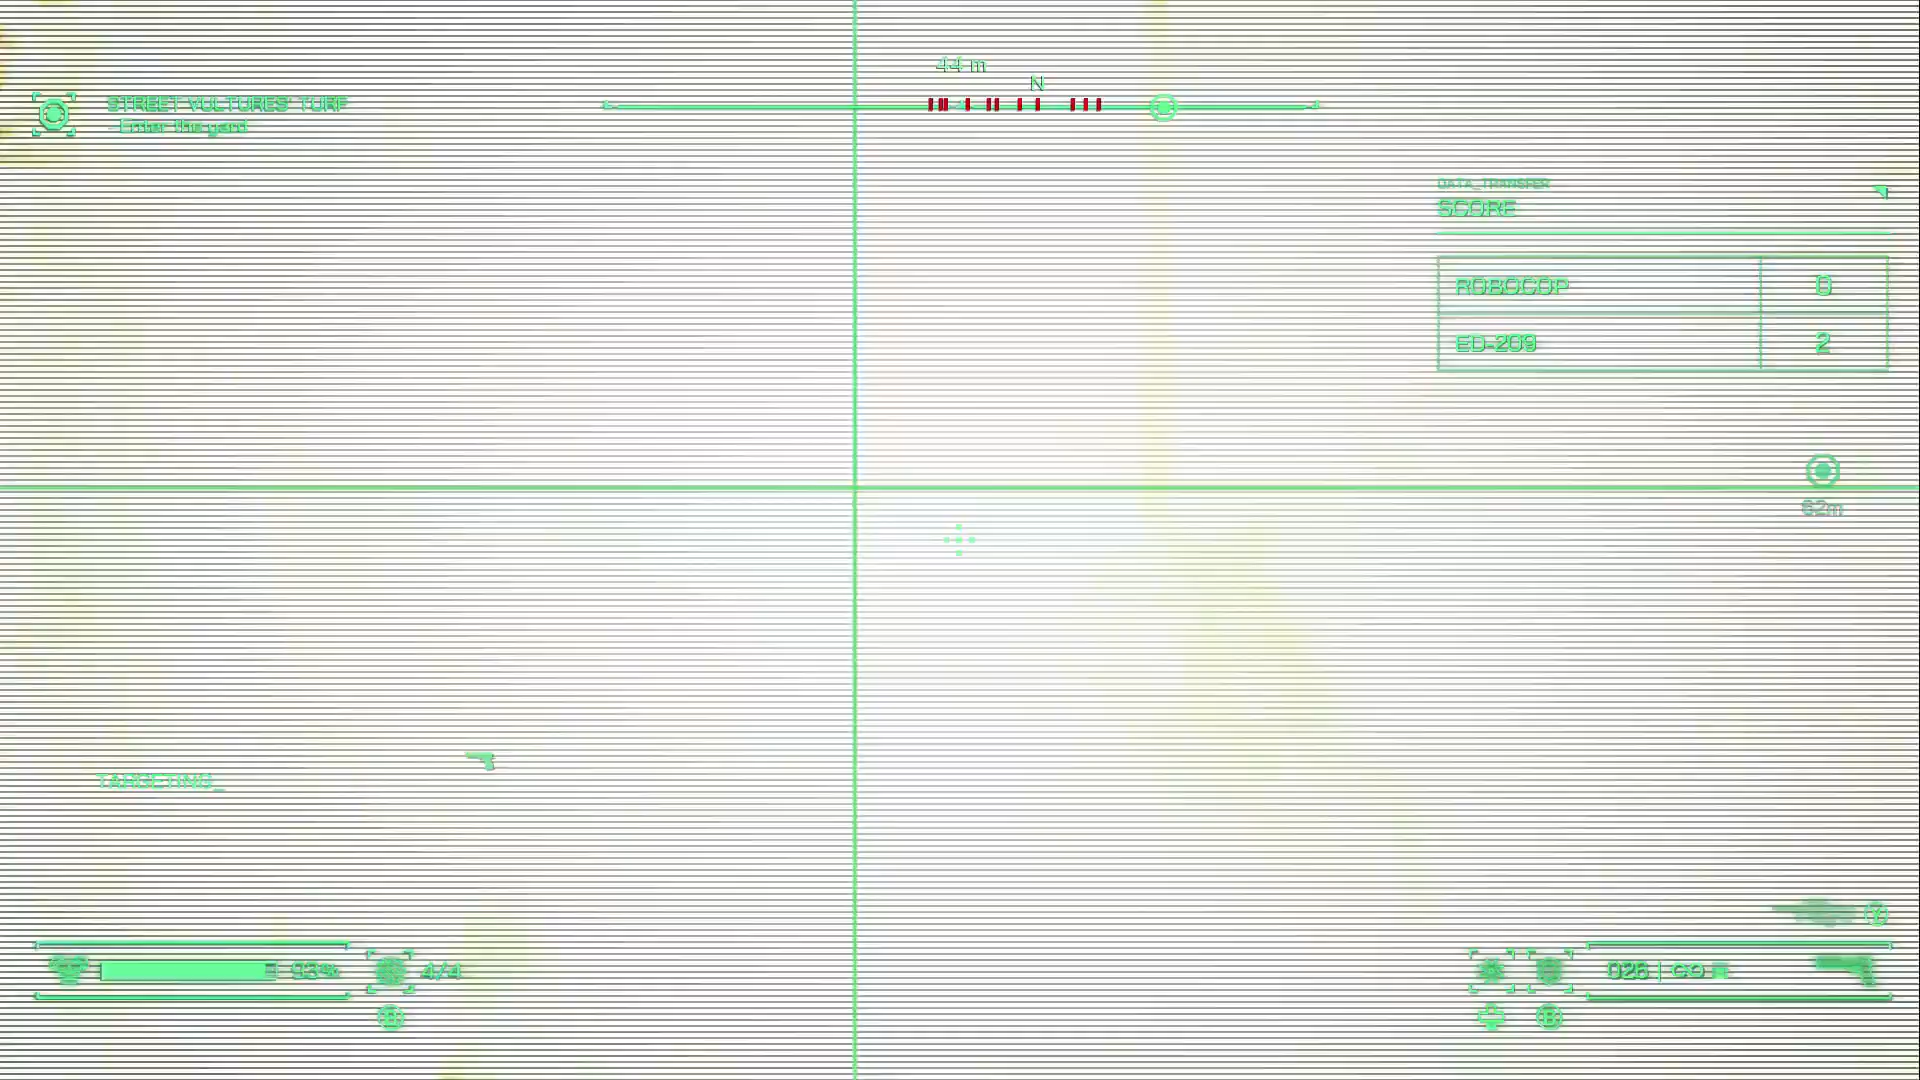 44 m
N
STREET VULTURES' TURF
- Enter the yard
DATA_TRANSFER
SCORE
ROBOCOP 0
ED-209 2
62m
TARGETING_
93%
4/4
Y
026 |